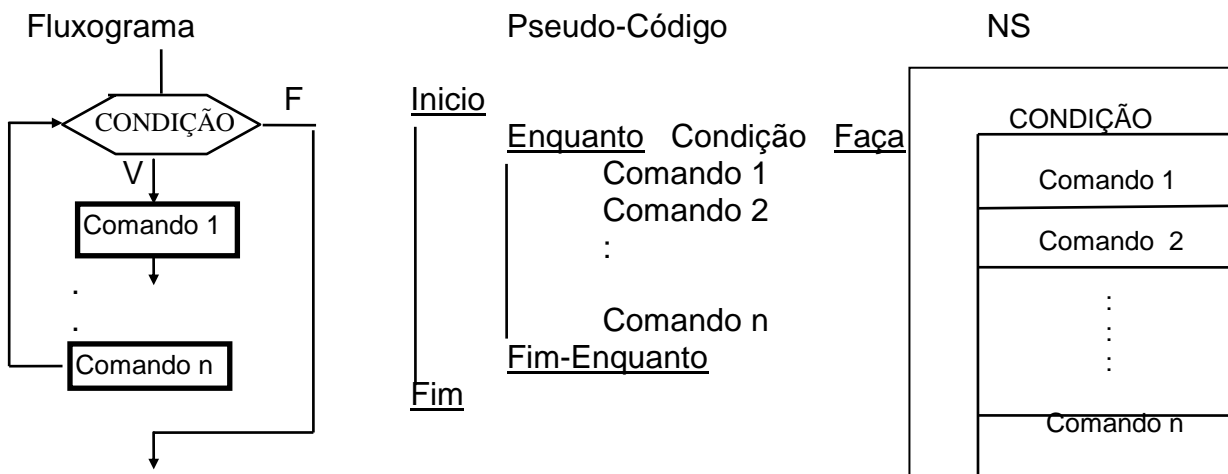 Fluxograma
CONDIÇÃO
F
V
Comando 1
.
.
Comando n
Pseudo-Código
Inicio
Enquanto Condição Faça
Comando 1
Comando 2
:
Comando n
Fim-Enquanto
Fim
NS
CONDIÇÃO
Comando 1
Comando 2
:
:
:
Comando n